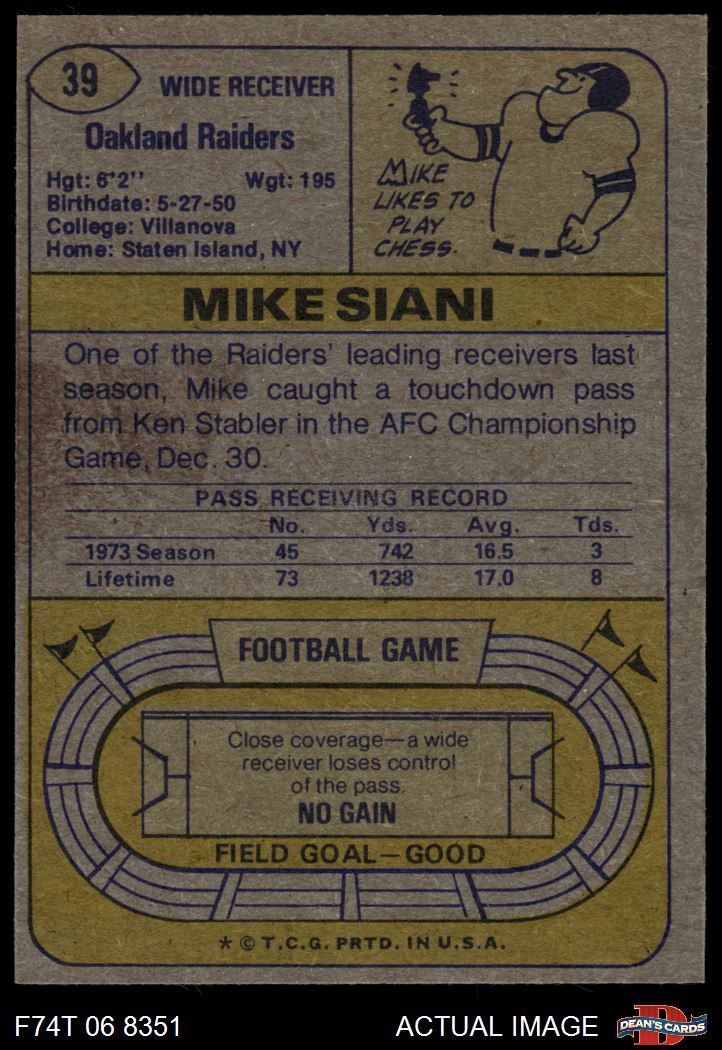 39
WIDE RECEIVER
Oakland Raiders
Hgt: 6'2" Wgt: 195
Birthdate: 5-27-50
College: Villanova
Home: Staten Island, NY
MIKE
LIKES TO
PLAY
CHESS.
MIKE SIANI
One of the Raiders' leading receivers last
season, Mike caught a touchdown pass
from Ken Stabler in the AFC Championship
Game, Dec. 30.
PASS RECEIVING RECORD
No. Yds. Avg. Tds.
1973 Season 45 742 16.5 3
Lifetime 73 1238 17.0 8
FOOTBALL GAME
Close coverage—a wide
receiver loses control
of the pass.
NO GAIN
FIELD GOAL—GOOD
* © T.C.G. PRTD. IN U.S.A.
F74T 06 8351 ACTUAL IMAGE
D
DEAN'S CARDS